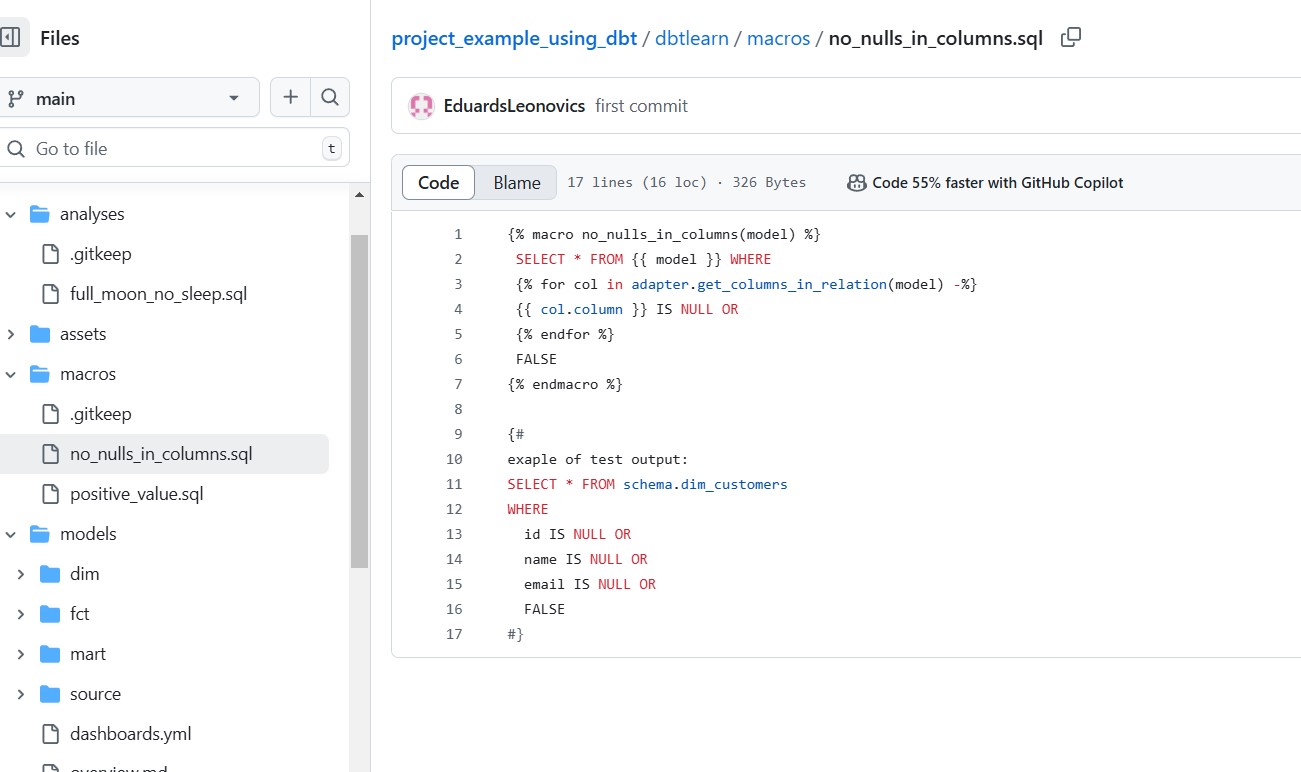 Files
main
Go to file
t
analyses
.gitkeep
full_moon_no_sleep.sql
assets
macros
.gitkeep
no_nulls_in_columns.sql
positive_value.sql
models
dim
fct
mart
source
dashboards.yml
overview.md
project_example_using_dbt / dbtlearn / macros / no_nulls_in_columns.sql
EduardsLeonovics first commit
Code Blame 17 lines (16 loc) · 326 Bytes Code 55% faster with GitHub Copilot
1 {% macro no_nulls_in_columns(model) %}
2 SELECT * FROM {{ model }} WHERE
3 {% for col in adapter.get_columns_in_relation(model) -%}
4 {{ col.column }} IS NULL OR
5 {% endfor %}
6 FALSE
7 {% endmacro %}
8
9 {#
10 exaple of test output:
11 SELECT * FROM schema.dim_customers
12 WHERE
13 id IS NULL OR
14 name IS NULL OR
15 email IS NULL OR
16 FALSE
17 #}